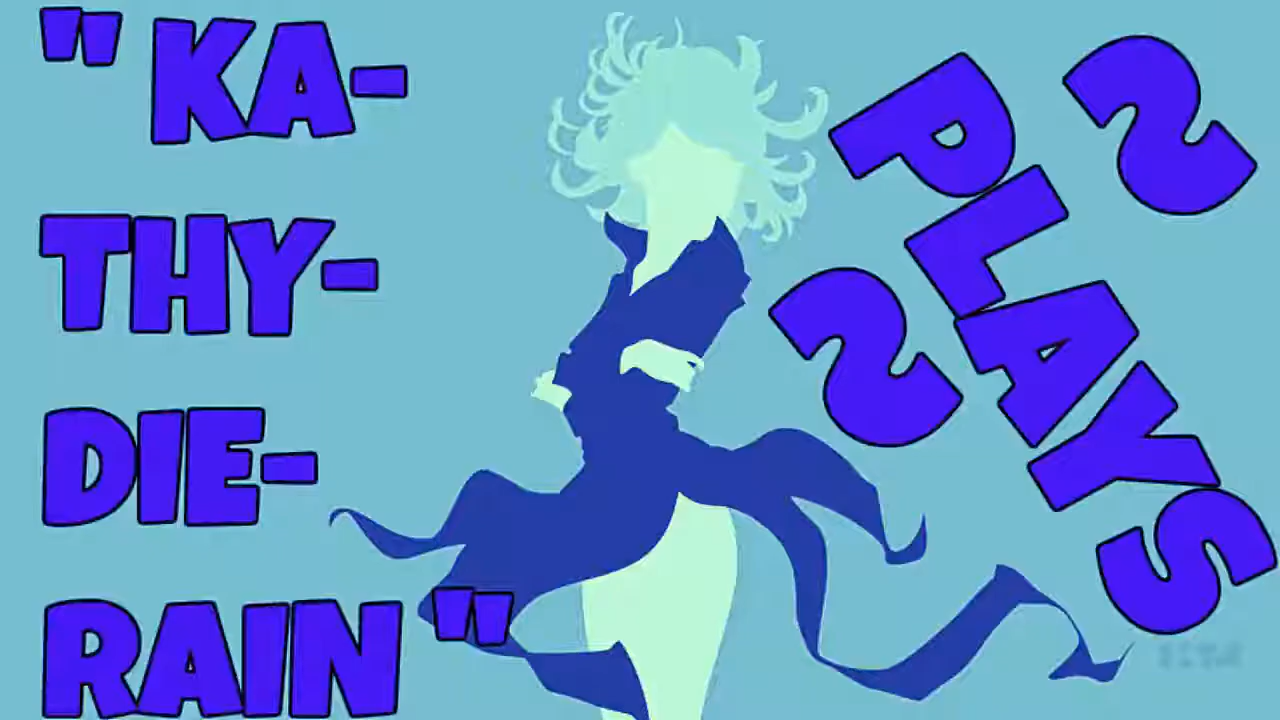 " KA-
THY-
DIE-
RAIN "
PLAYS